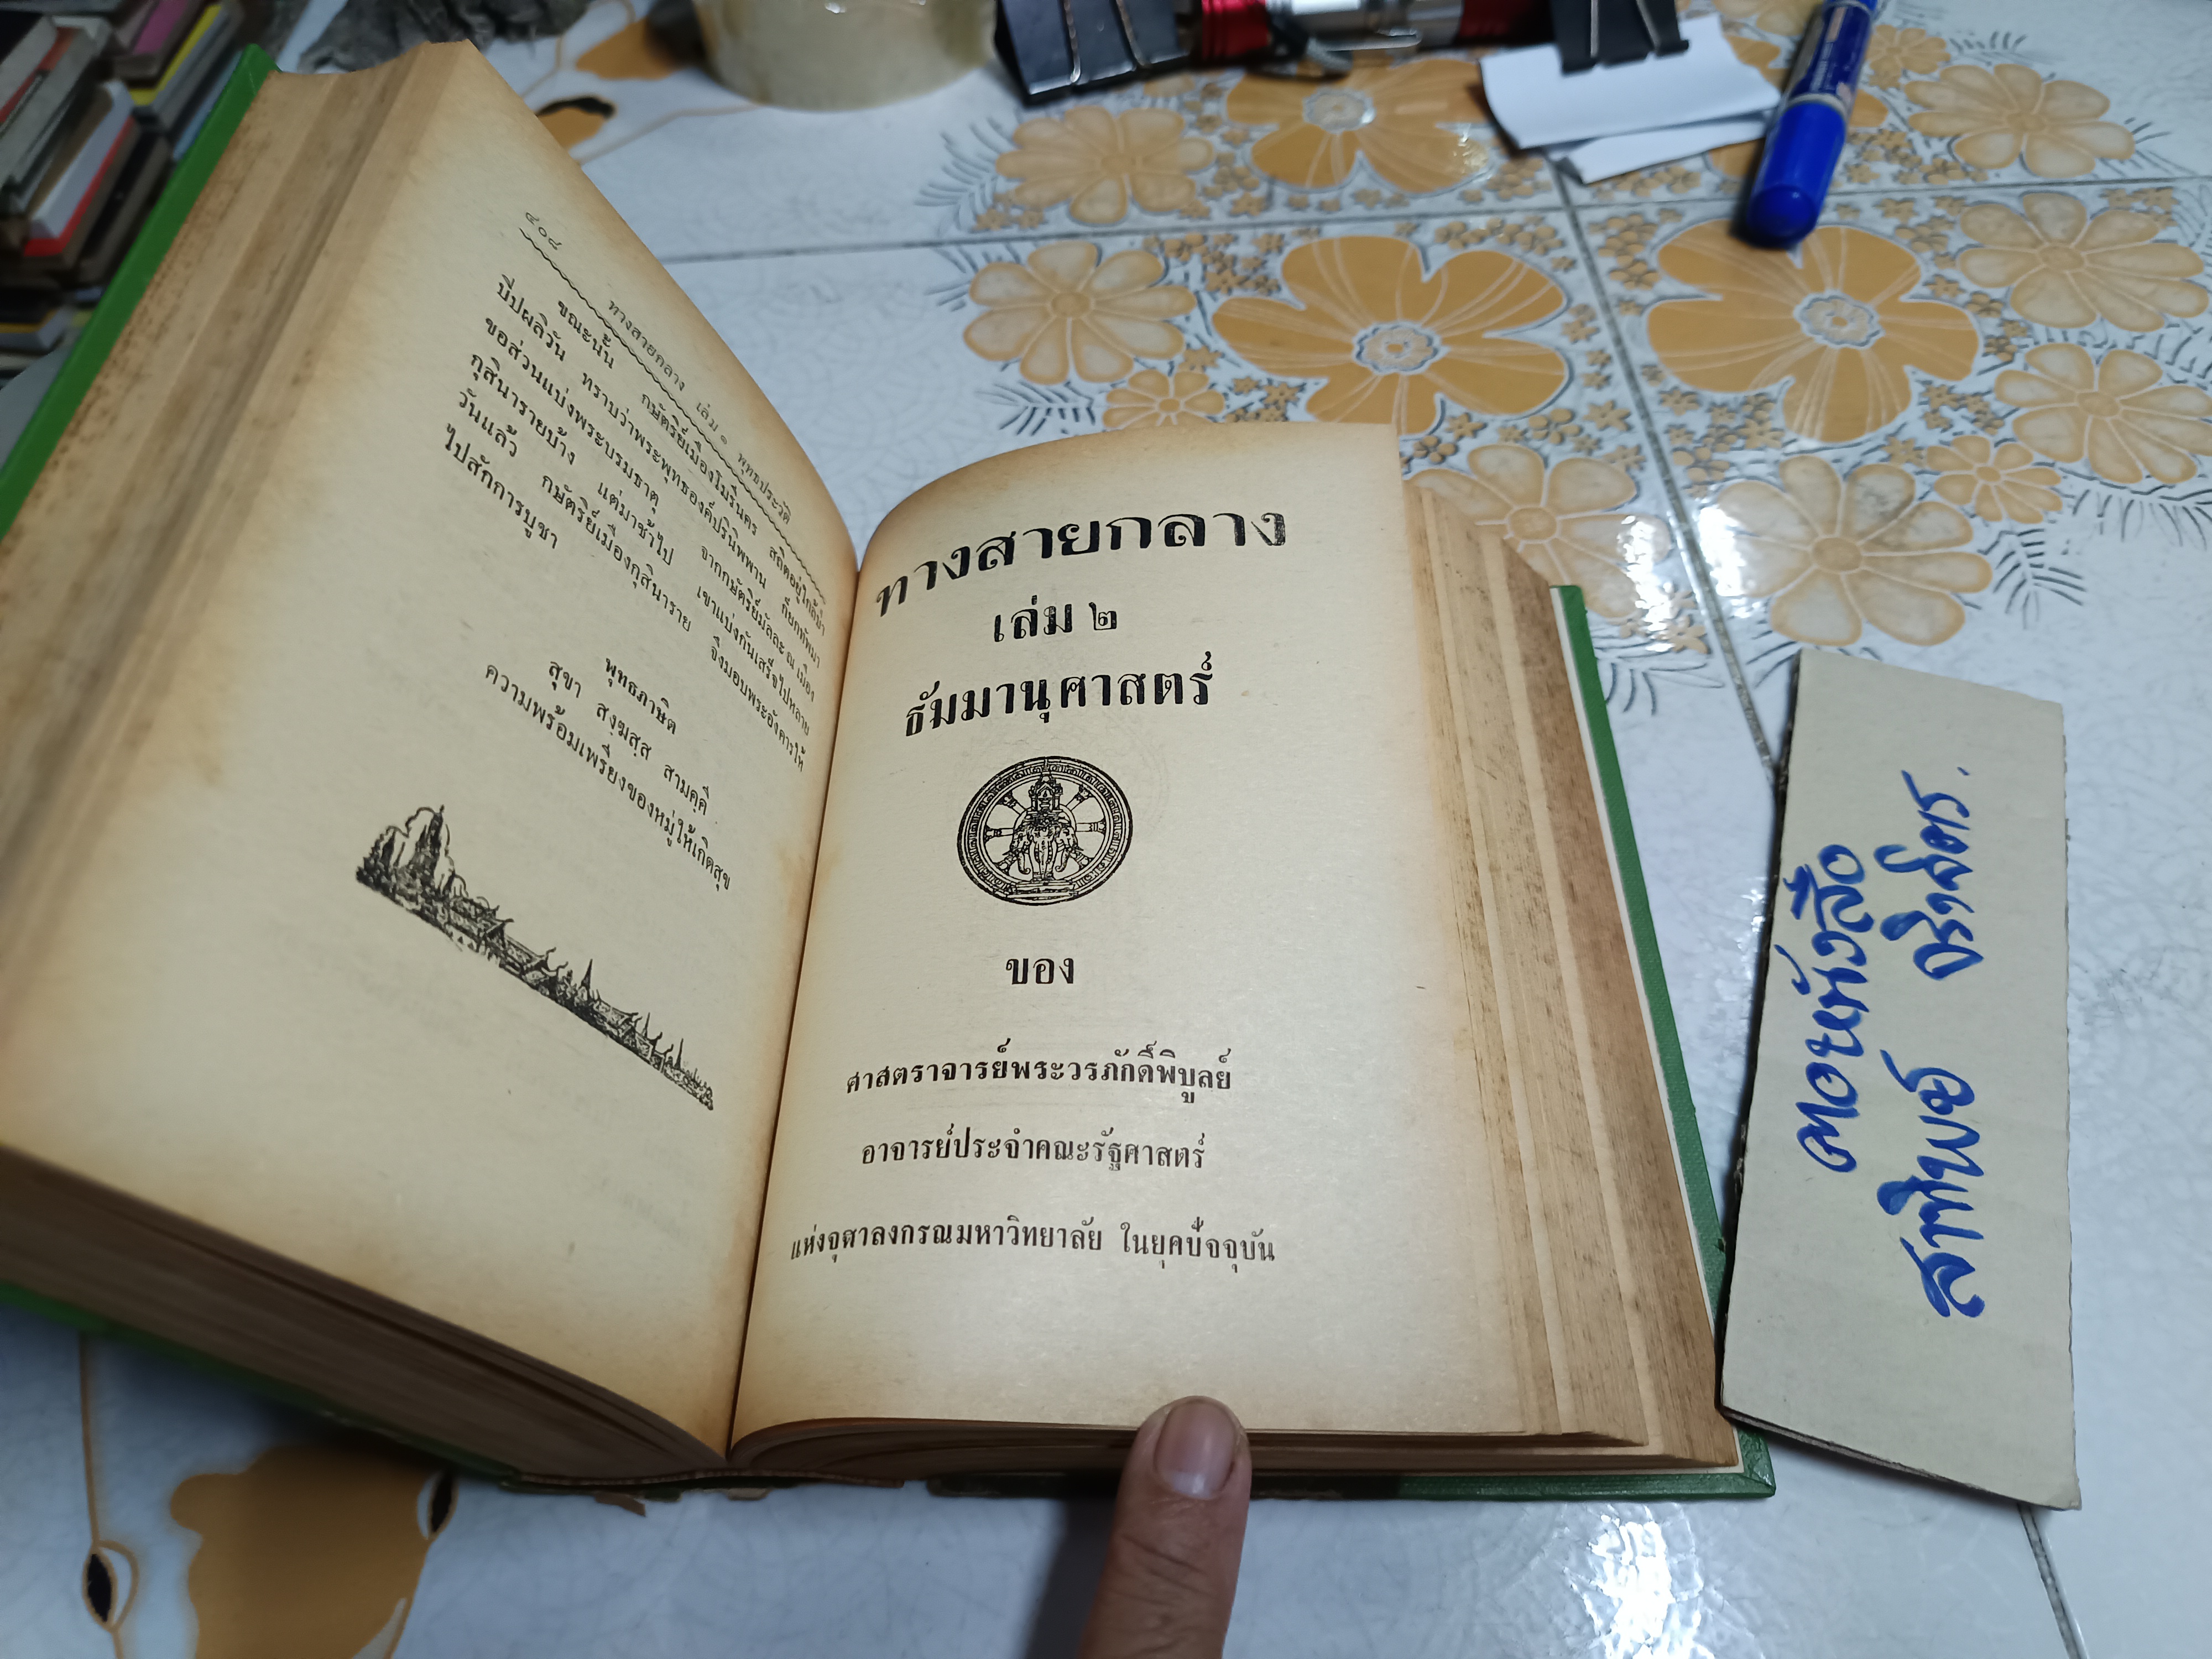 ๔๐๘ ทางสายกลาง เล่ม ๑ พุทธประวัติ
ขณะนั้น กษัตริย์เมืองโมรีนคร สถิตอยู่ใกล้ป่า
ปีปผลิวัน ทราบว่าพระพุทธองค์ปรินิพพาน ก็ยกทัพมา
ขอส่วนแบ่งพระบรมธาตุ จากกษัตริย์มัลละ ณ เมือง
กุสินารายบ้าง แต่มาช้าไป เขาแบ่งกันเสร็จไปหลาย
วันแล้ว กษัตริย์เมืองกุสินาราย จึงมอบพระอังคารให้
ไปสักการบูชา
พุทธภาษิต
สุขา สงฺฆสฺส สามคฺคี
ความพร้อมเพรียงของหมู่ให้เกิดสุข
ทางสายกลาง
เล่ม ๒
ธัมมานุศาสตร์
ของ
ศาสตราจารย์พระวรภักดิ์พิบูลย์
อาจารย์ประจำคณะรัฐศาสตร์
แห่งจุฬาลงกรณมหาวิทยาลัย ในยุคปัจจุบัน
คอหนังสือ
สาทิพย์ จิราภัตร.